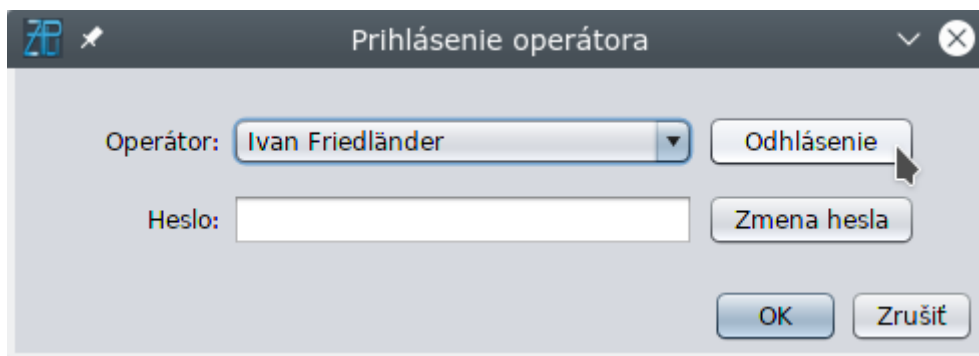 Prihlásenie operátora
Operátor: Ivan Friedländer Odhlásenie
Heslo: Zmena hesla
OK Zrušiť